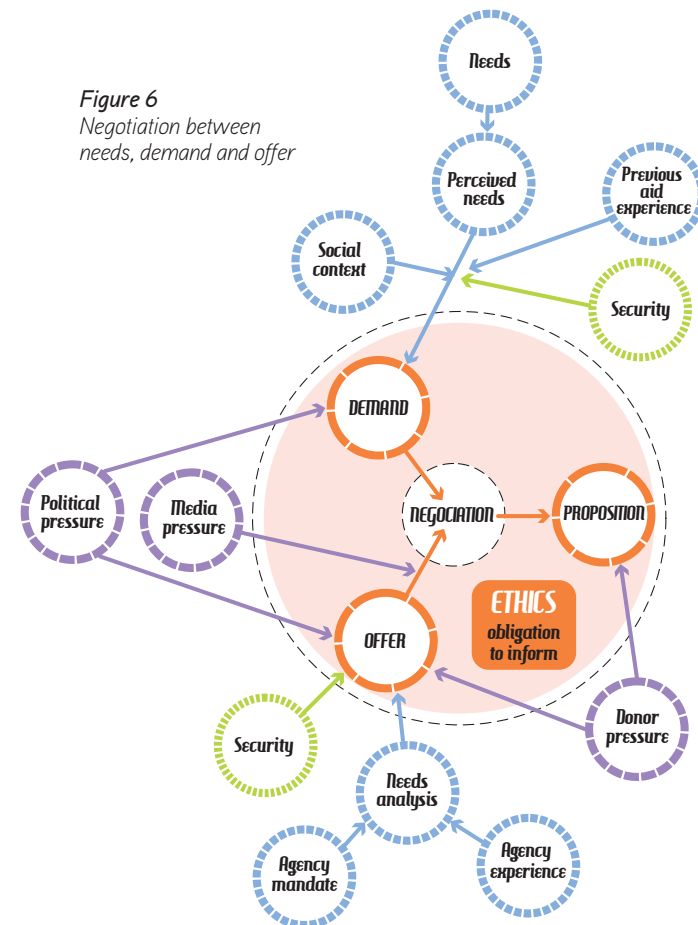 Figure 6
Negotiation between
needs, demand and offer
Needs
Perceived
needs
Previous
aid
experience
Social
context
Security
DEMAND
Political
pressure
Media
pressure
NEGOCIATION
PROPOSITION
ETHICS
obligation
to inform
OFFER
Donor
pressure
Security
Needs
analysis
Agency
mandate
Agency
experience